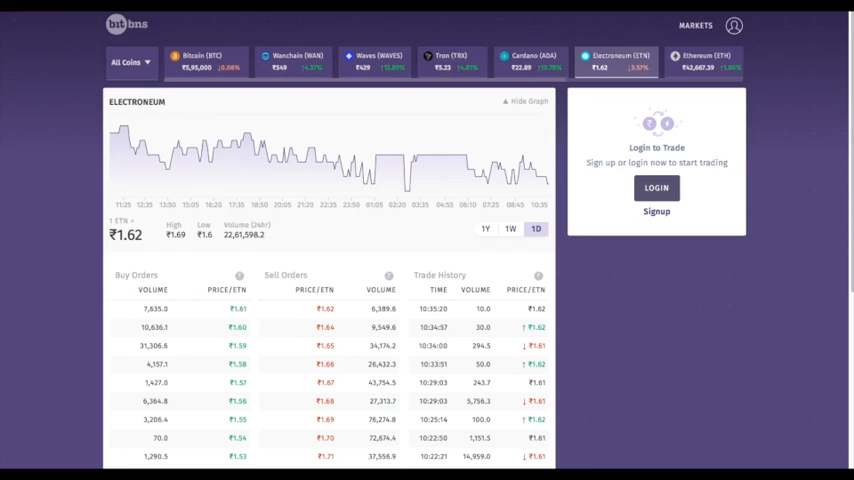 bitbns
MARKETS
All Coins
Bitcoin (BTC)
₹5,95,000 ↓0.08%
Wanchain (WAN)
₹549 ↑4.37%
Waves (WAVES)
₹429
Tron (TRX)
₹5.23 ↑4.81%
Cardano (ADA)
₹22.89
Electroneum (ETN)
₹1.62 ↓3.57%
Ethereum (ETH)
₹42,667.39
ELECTRONEUM
▲ Hide Graph
11:25 12:35 13:50 15:05 16:20 17:35 18:50 20:05 21:20 22:35 23:50 01:05 02:20 03:35 04:55 06:10 07:25 08:45 10:35
1 ETN =
₹1.62
High
₹1.69
Low
₹1.6
Volume (24hr)
22,61,598.2
1Y 1W 1D
Login to Trade
Sign up or login now to start trading
LOGIN
Signup
Buy Orders ? Sell Orders ? Trade History ?
VOLUME PRICE/ETN PRICE/ETN VOLUME TIME VOLUME PRICE/ETN
7,635.0 ₹1.61 ₹1.62 6,389.6 10:35:20 10.0 ₹1.62
10,636.1 ₹1.60 ₹1.64 9,549.6 10:34:57 30.0 ↑ ₹1.62
31,306.6 ₹1.59 ₹1.65 34,174.2 10:34:00 294.5 ↓ ₹1.61
4,157.1 ₹1.58 ₹1.66 26,432.3 10:33:51 50.0 ↑ ₹1.62
1,427.0 ₹1.57 ₹1.67 43,754.5 10:29:03 243.7 ₹1.61
6,364.8 ₹1.56 ₹1.68 27,313.7 10:29:03 5,756.3 ↓ ₹1.61
3,206.4 ₹1.55 ₹1.69 76,274.8 10:25:14 100.0 ↑ ₹1.62
70.0 ₹1.54 ₹1.70 72,674.4 10:22:50 1,151.5 ₹1.61
1,290.5 ₹1.53 ₹1.71 37,556.9 10:22:21 14,959.0 ↓ ₹1.61